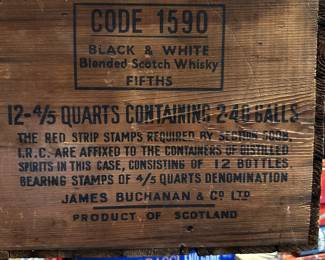 CODE 1590
BLACK & WHITE
Blended Scotch Whisky
FIFTHS
12-4/5 QUARTS CONTAINING 2·40 GALLS
THE RED STRIP STAMPS REQUIRED BY SECTION
I.R.C. ARE AFFIXED TO THE CONTAINERS OF DISTILLED
SPIRITS IN THIS CASE, CONSISTING OF 12 BOTTLES.
BEARING STAMPS OF 4/5 QUARTS DENOMINATION
JAMES BUCHANAN & Co LTD
PRODUCT OF SCOTLAND